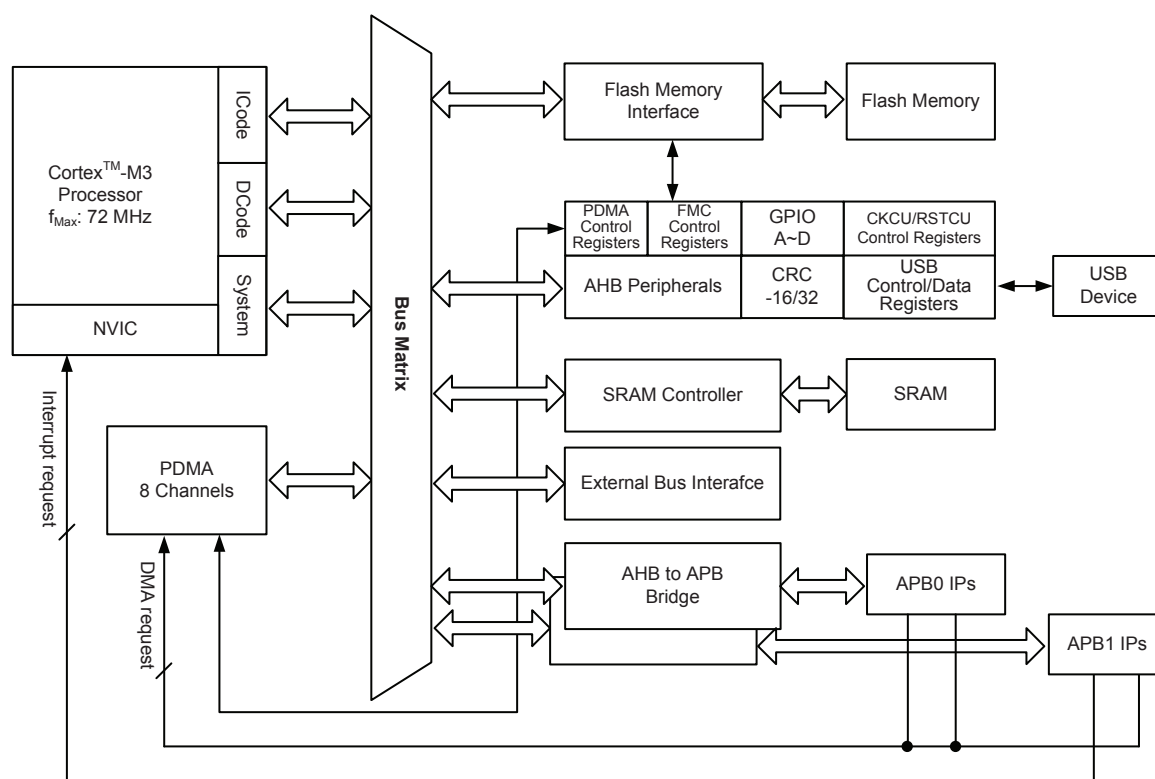 Cortex™-M3
Processor
fMax: 72 MHz
ICode
DCode
System
NVIC
Interrupt request
PDMA
8 Channels
DMA request
Bus Matrix
Flash Memory
Interface
Flash Memory
PDMA
Control
Registers
FMC
Control
Registers
GPIO
A~D
CKCU/RSTCU
Control Registers
AHB Peripherals
CRC
-16/32
USB
Control/Data
Registers
USB
Device
SRAM Controller
SRAM
External Bus Interafce
AHB to APB
Bridge
APB0 IPs
APB1 IPs